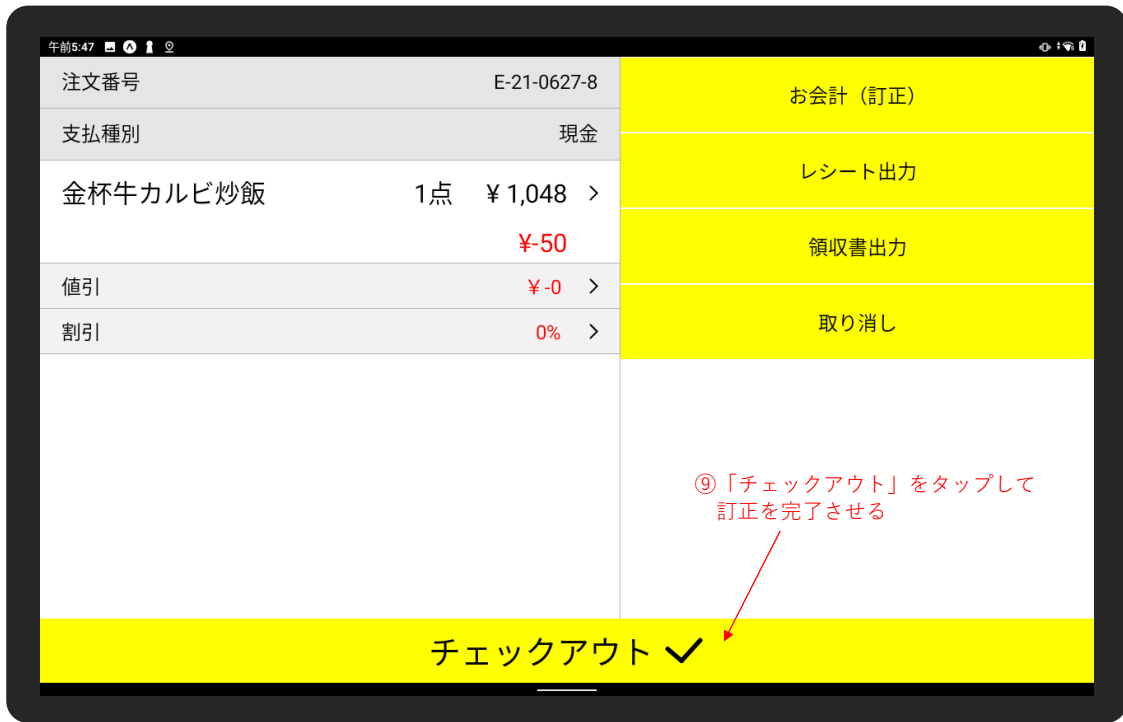 午前5:47
注文番号 E-21-0627-8
支払種別 現金
金杯牛カルビ炒飯 1点 ¥1,048
¥-50
値引 ¥-0
割引 0%
お会計（訂正）
レシート出力
領収書出力
取り消し
⑨「チェックアウト」をタップして
訂正を完了させる
チェックアウト